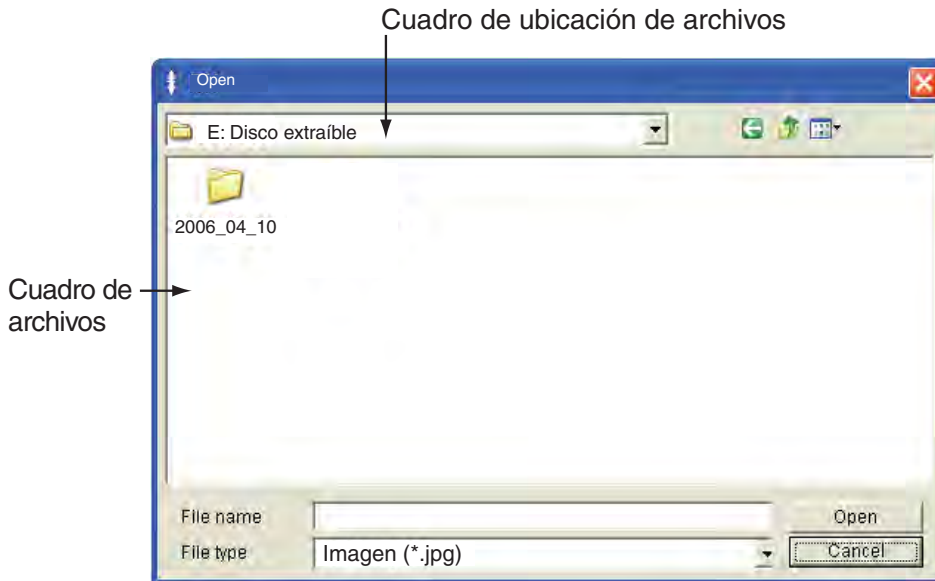 Cuadro de ubicación de archivos
Open
E: Disco extraíble
2006_04_10
Cuadro de
archivos
File name
Open
File type
Imagen (*.jpg)
Cancel